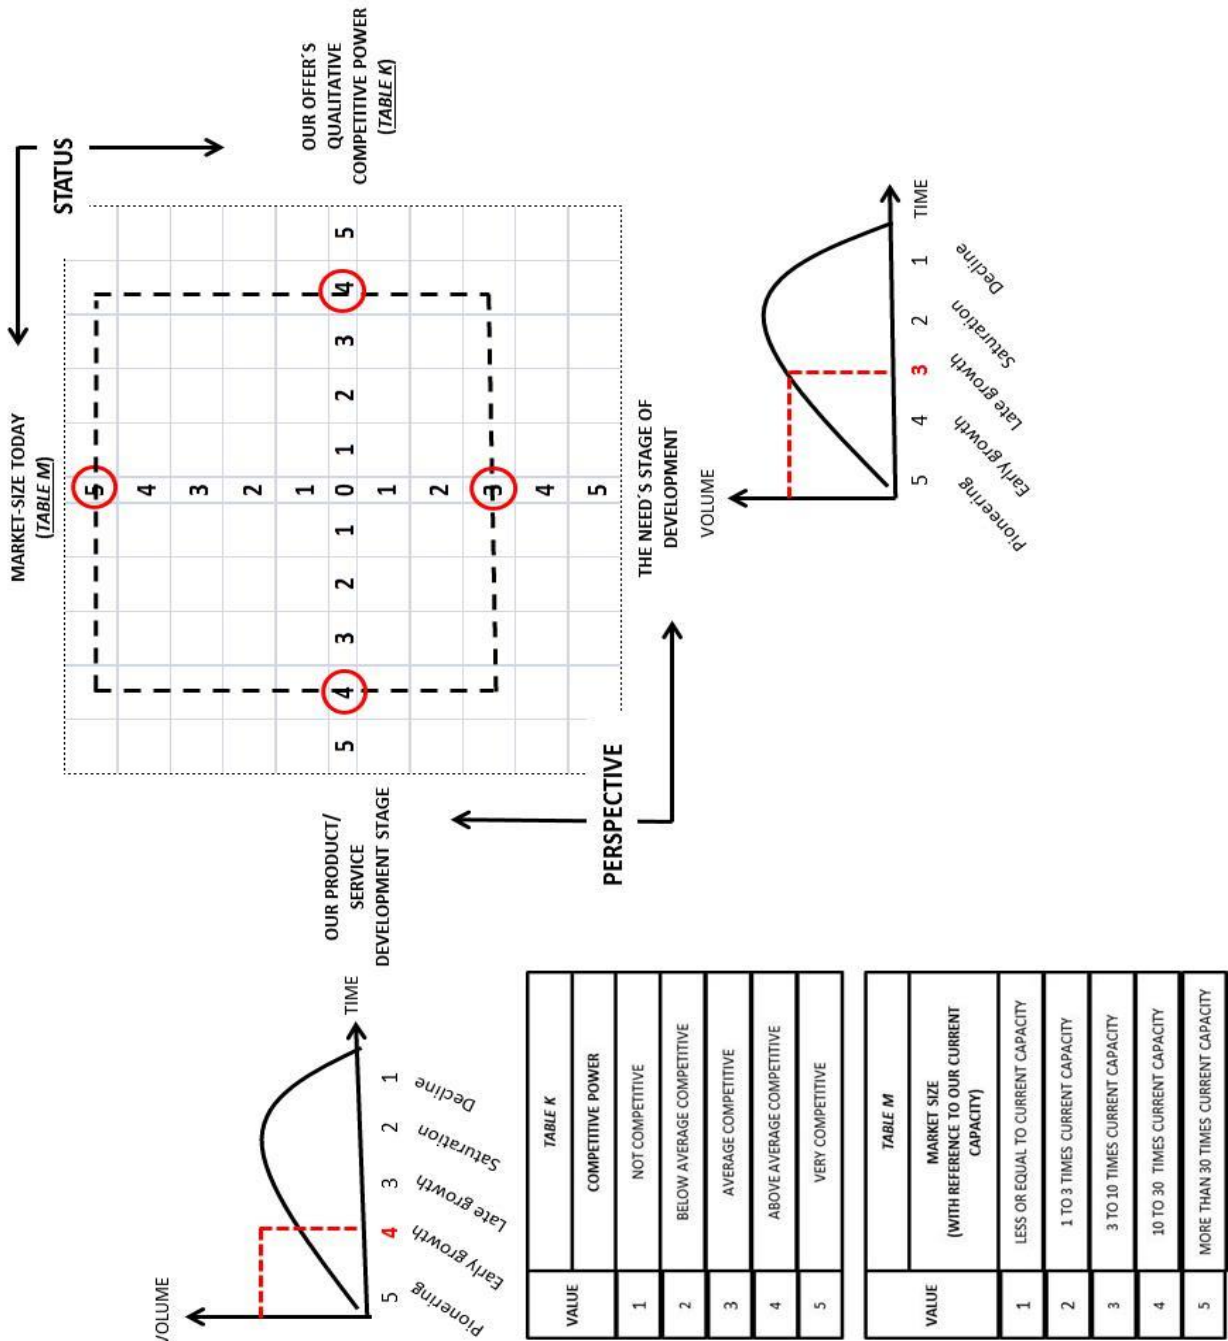 MARKET-SIZE TODAY
(TABLE M)
STATUS
5
4
3
2
1
5 4 3 2 1 0 1 2 3 4 5
1
2
3
4
5
OUR OFFER´S
QUALITATIVE
COMPETITIVE POWER
(TABLE K)
OUR PRODUCT/
SERVICE
DEVELOPMENT STAGE
PERSPECTIVE
THE NEED´S STAGE OF
DEVELOPMENT
VOLUME
TIME
5 4 3 2 1
Pionering
Early growth
Late growth
Saturation
Decline
VOLUME
TIME
5 4 3 2 1
Pioneering
Early growth
Late growth
Saturation
Decline
VALUE TABLE K
COMPETITIVE POWER
1 NOT COMPETITIVE
2 BELOW AVERAGE COMPETITIVE
3 AVERAGE COMPETITIVE
4 ABOVE AVERAGE COMPETITIVE
5 VERY COMPETITIVE
VALUE TABLE M
MARKET SIZE
(WITH REFERENCE TO OUR CURRENT
CAPACITY)
1 LESS OR EQUAL TO CURRENT CAPACITY
2 1 TO 3 TIMES CURRENT CAPACITY
3 3 TO 10 TIMES CURRENT CAPACITY
4 10 TO 30 TIMES CURRENT CAPACITY
5 MORE THAN 30 TIMES CURRENT CAPACITY